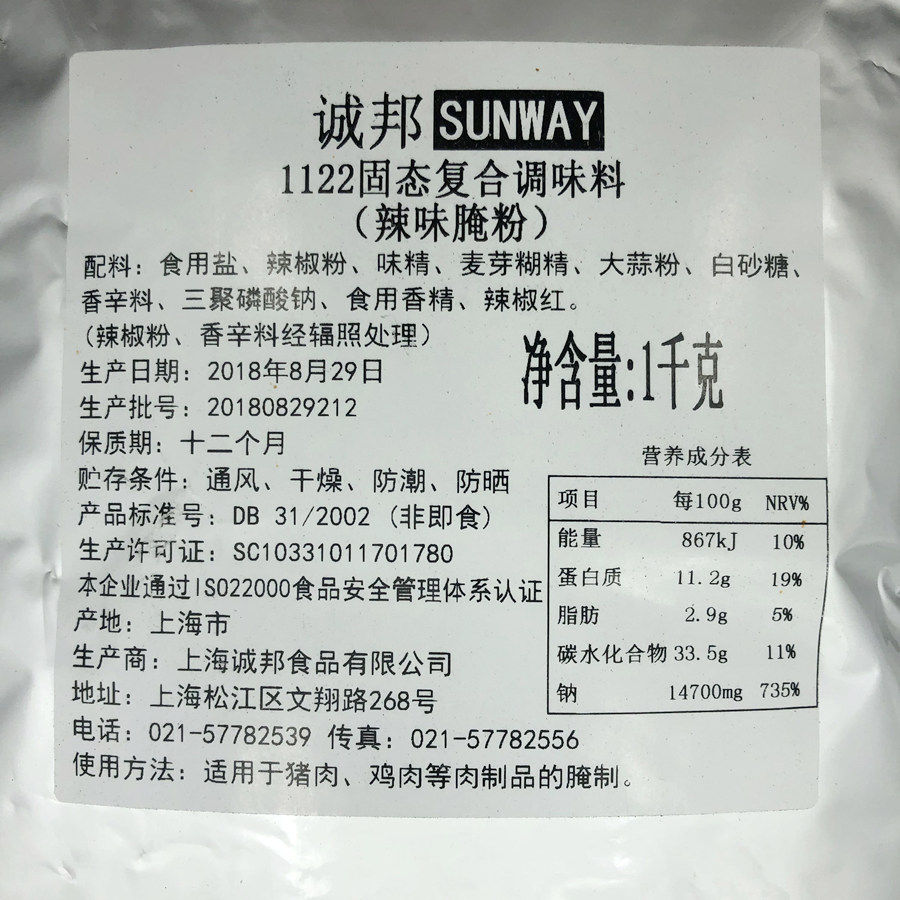 诚邦 SUNWAY
1122固态复合调味料
（辣味腌粉）
配料：食用盐、辣椒粉、味精、麦芽糊精、大蒜粉、白砂糖、
香辛料、三聚磷酸钠、食用香精、辣椒红。
（辣椒粉、香辛料经辐照处理）
净含量:1千克
生产日期：2018年8月29日
生产批号：20180829212
保质期：十二个月
贮存条件：通风、干燥、防潮、防晒
产品标准号：DB 31/2002（非即食）
生产许可证：SC10331011701780
本企业通过ISO22000食品安全管理体系认证
产地：上海市
生产商：上海诚邦食品有限公司
地址：上海松江区文翔路268号
电话：021-57782539 传真：021-57782556
使用方法：适用于猪肉、鸡肉等肉制品的腌制。
营养成分表
项目 每100g NRV%
能量 867kJ 10%
蛋白质 11.2g 19%
脂肪 2.9g 5%
碳水化合物 33.5g 11%
钠 14700mg 735%